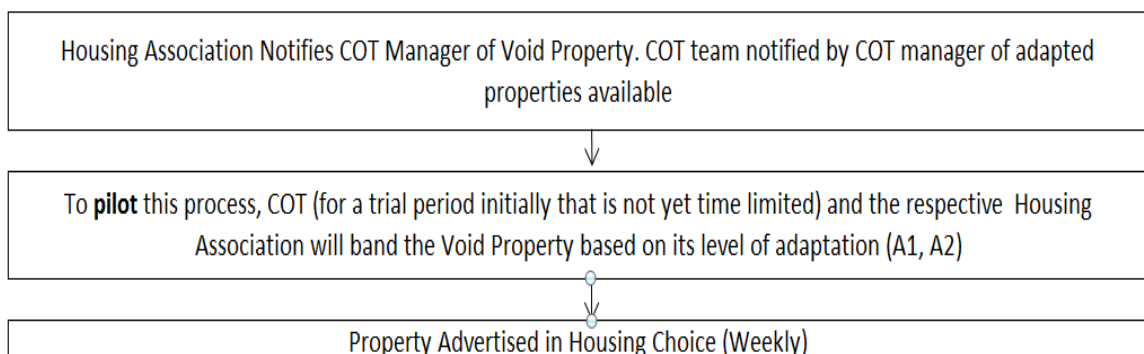 Housing Association Notifies COT Manager of Void Property. COT team notified by COT manager of adapted
properties available
To pilot this process, COT (for a trial period initially that is not yet time limited) and the respective Housing
Association will band the Void Property based on its level of adaptation (A1, A2)
Property Advertised in Housing Choice (Weekly)